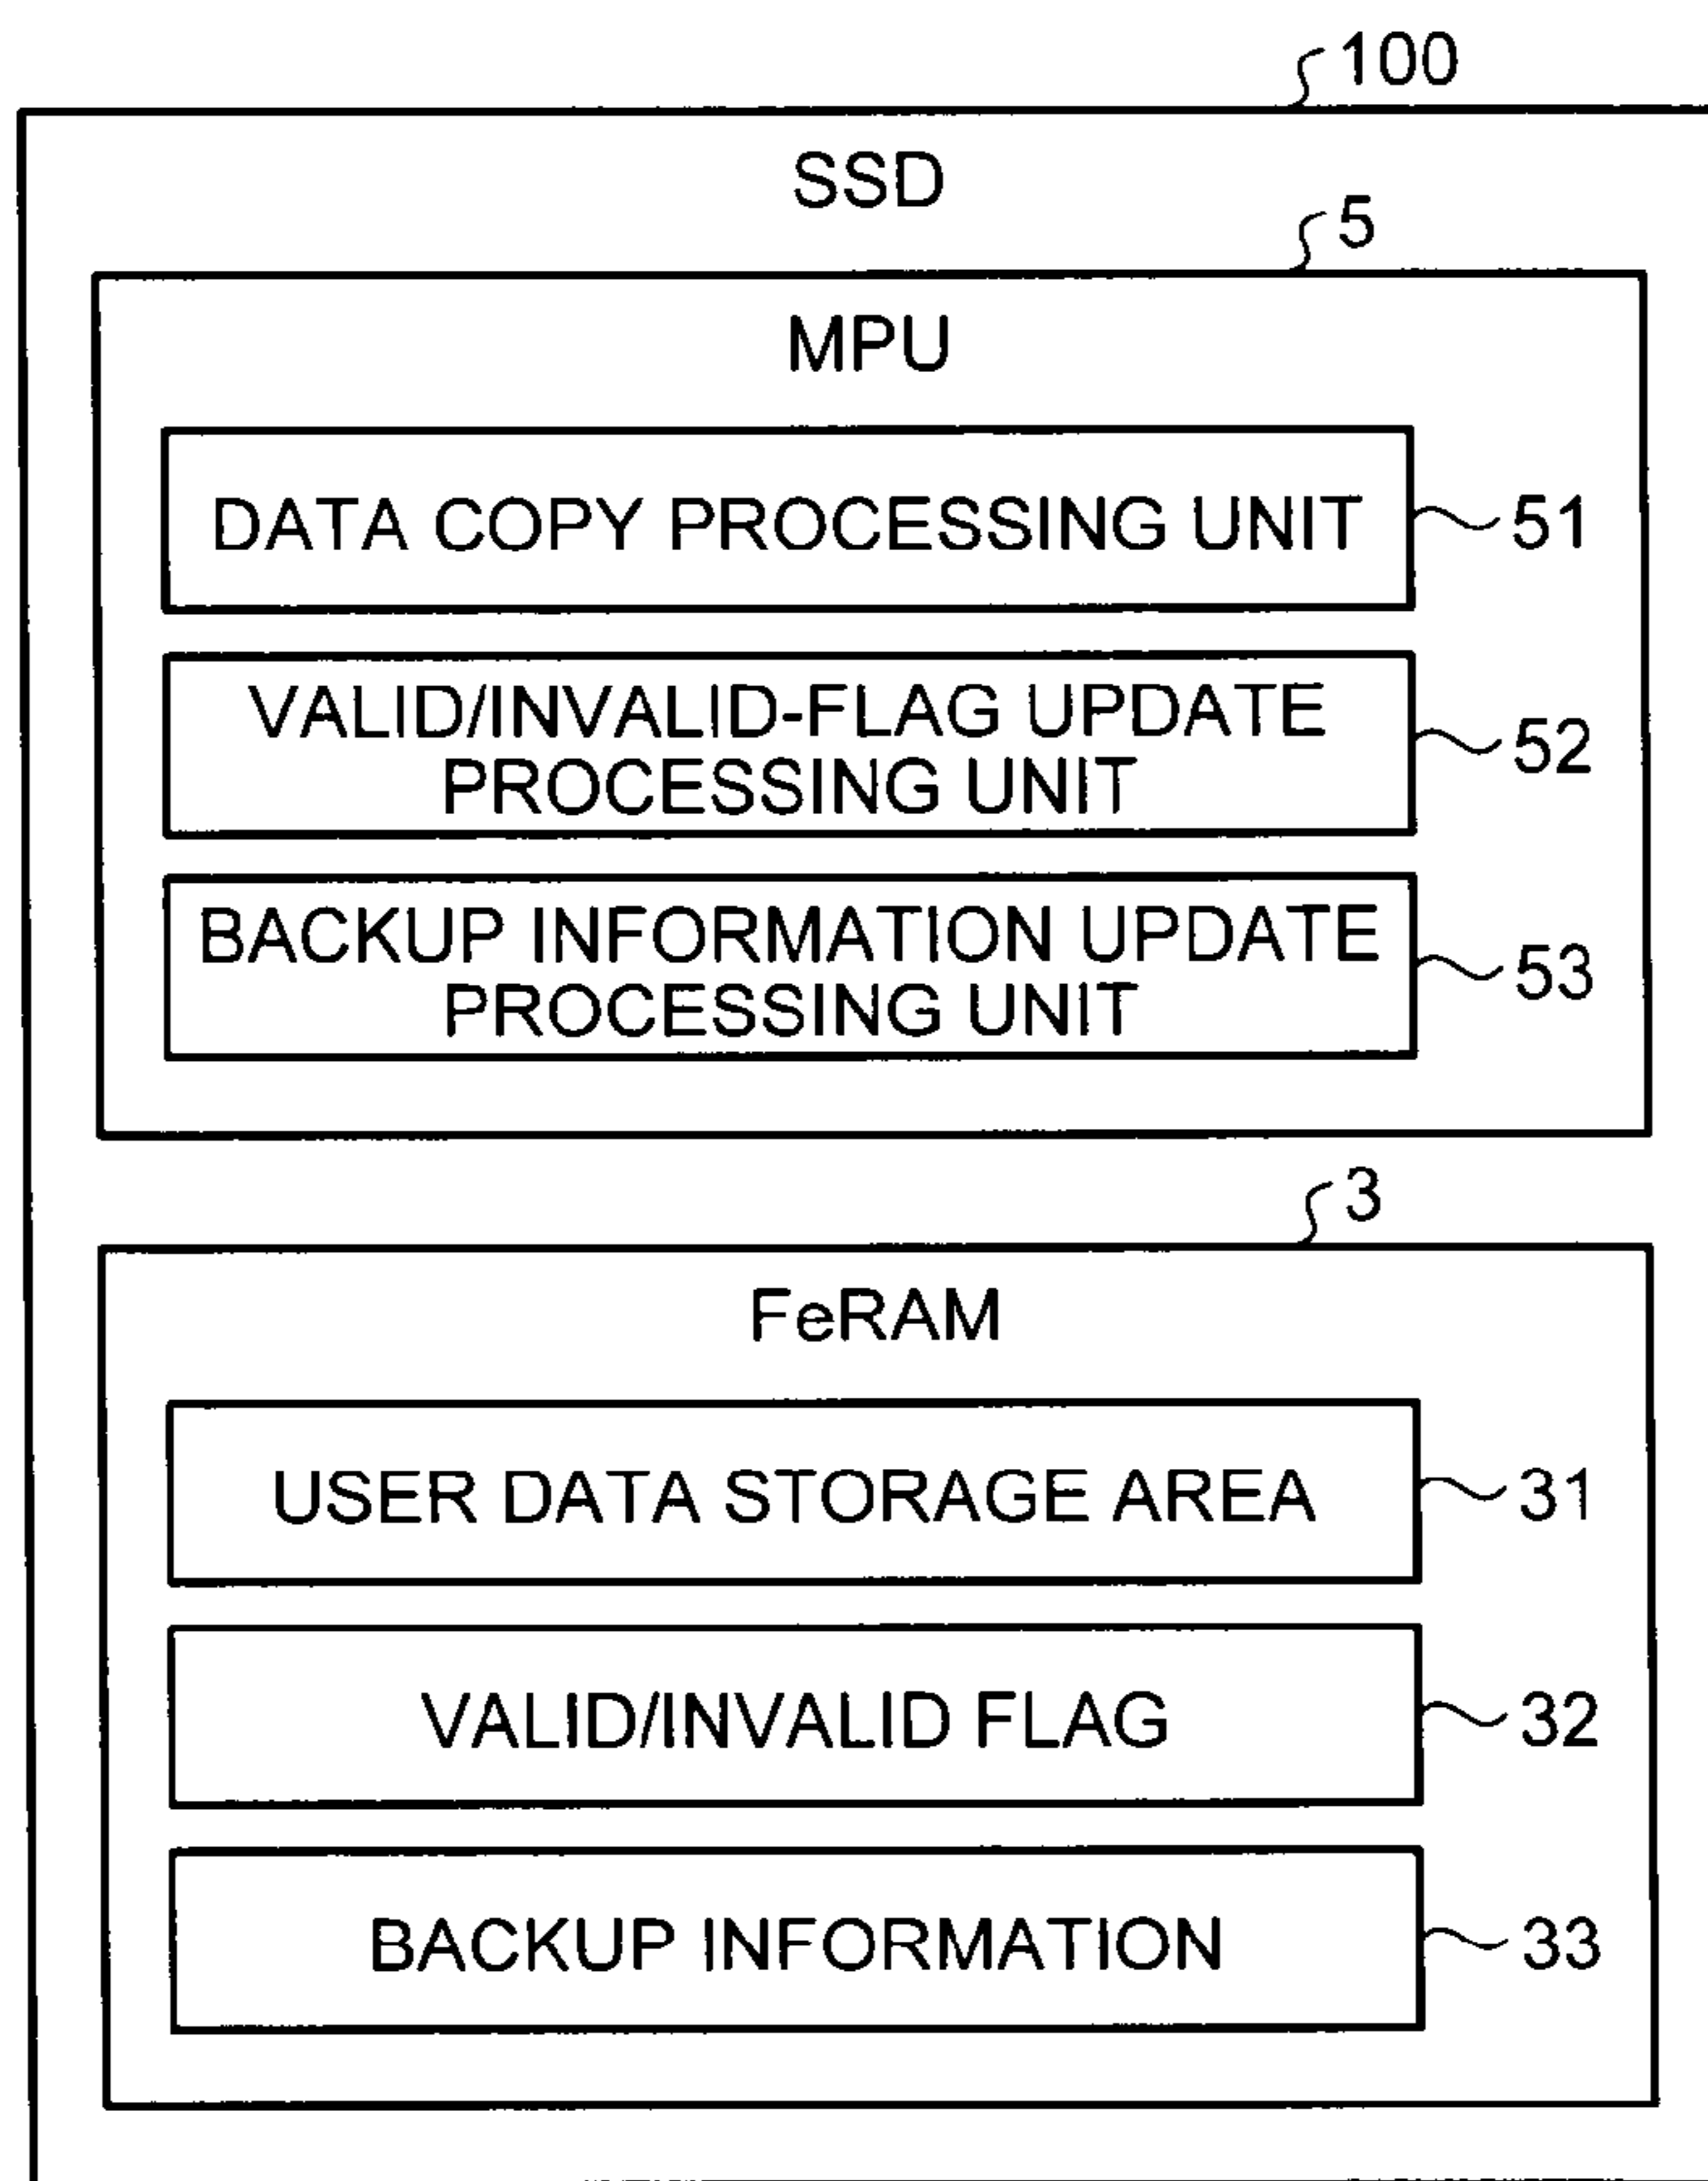 100
SSD
5
MPU
DATA COPY PROCESSING UNIT
51
VALID/INVALID-FLAG UPDATE
PROCESSING UNIT
52
BACKUP INFORMATION UPDATE
PROCESSING UNIT
53
3
FeRAM
USER DATA STORAGE AREA
31
VALID/INVALID FLAG
32
BACKUP INFORMATION
33